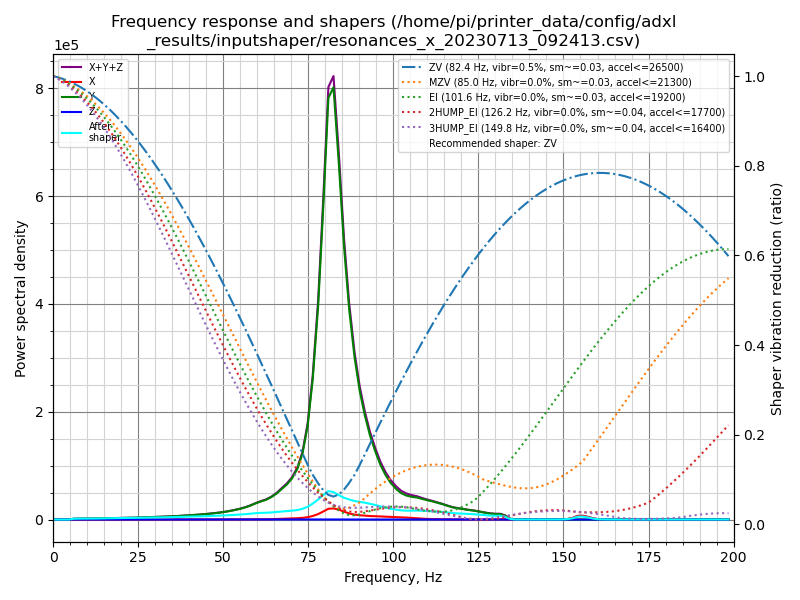 Frequency response and shapers (/home/pi/printer_data/config/adxl
_results/inputshaper/resonances_x_20230713_092413.csv)
1e5
X+Y+Z
X
Y
Z
After
shaper
ZV (82.4 Hz, vibr=0.5%, sm~=0.03, accel<=26500)
MZV (85.0 Hz, vibr=0.0%, sm~=0.03, accel<=21300)
EI (101.6 Hz, vibr=0.0%, sm~=0.03, accel<=19200)
2HUMP_EI (126.2 Hz, vibr=0.0%, sm~=0.04, accel<=17700)
3HUMP_EI (149.8 Hz, vibr=0.0%, sm~=0.04, accel<=16400)
Recommended shaper: ZV
Power spectral density
8
6
4
2
0
1.0
0.8
0.6
0.4
0.2
0.0
Shaper vibration reduction (ratio)
0 25 50 75 100 125 150 175 200
Frequency, Hz